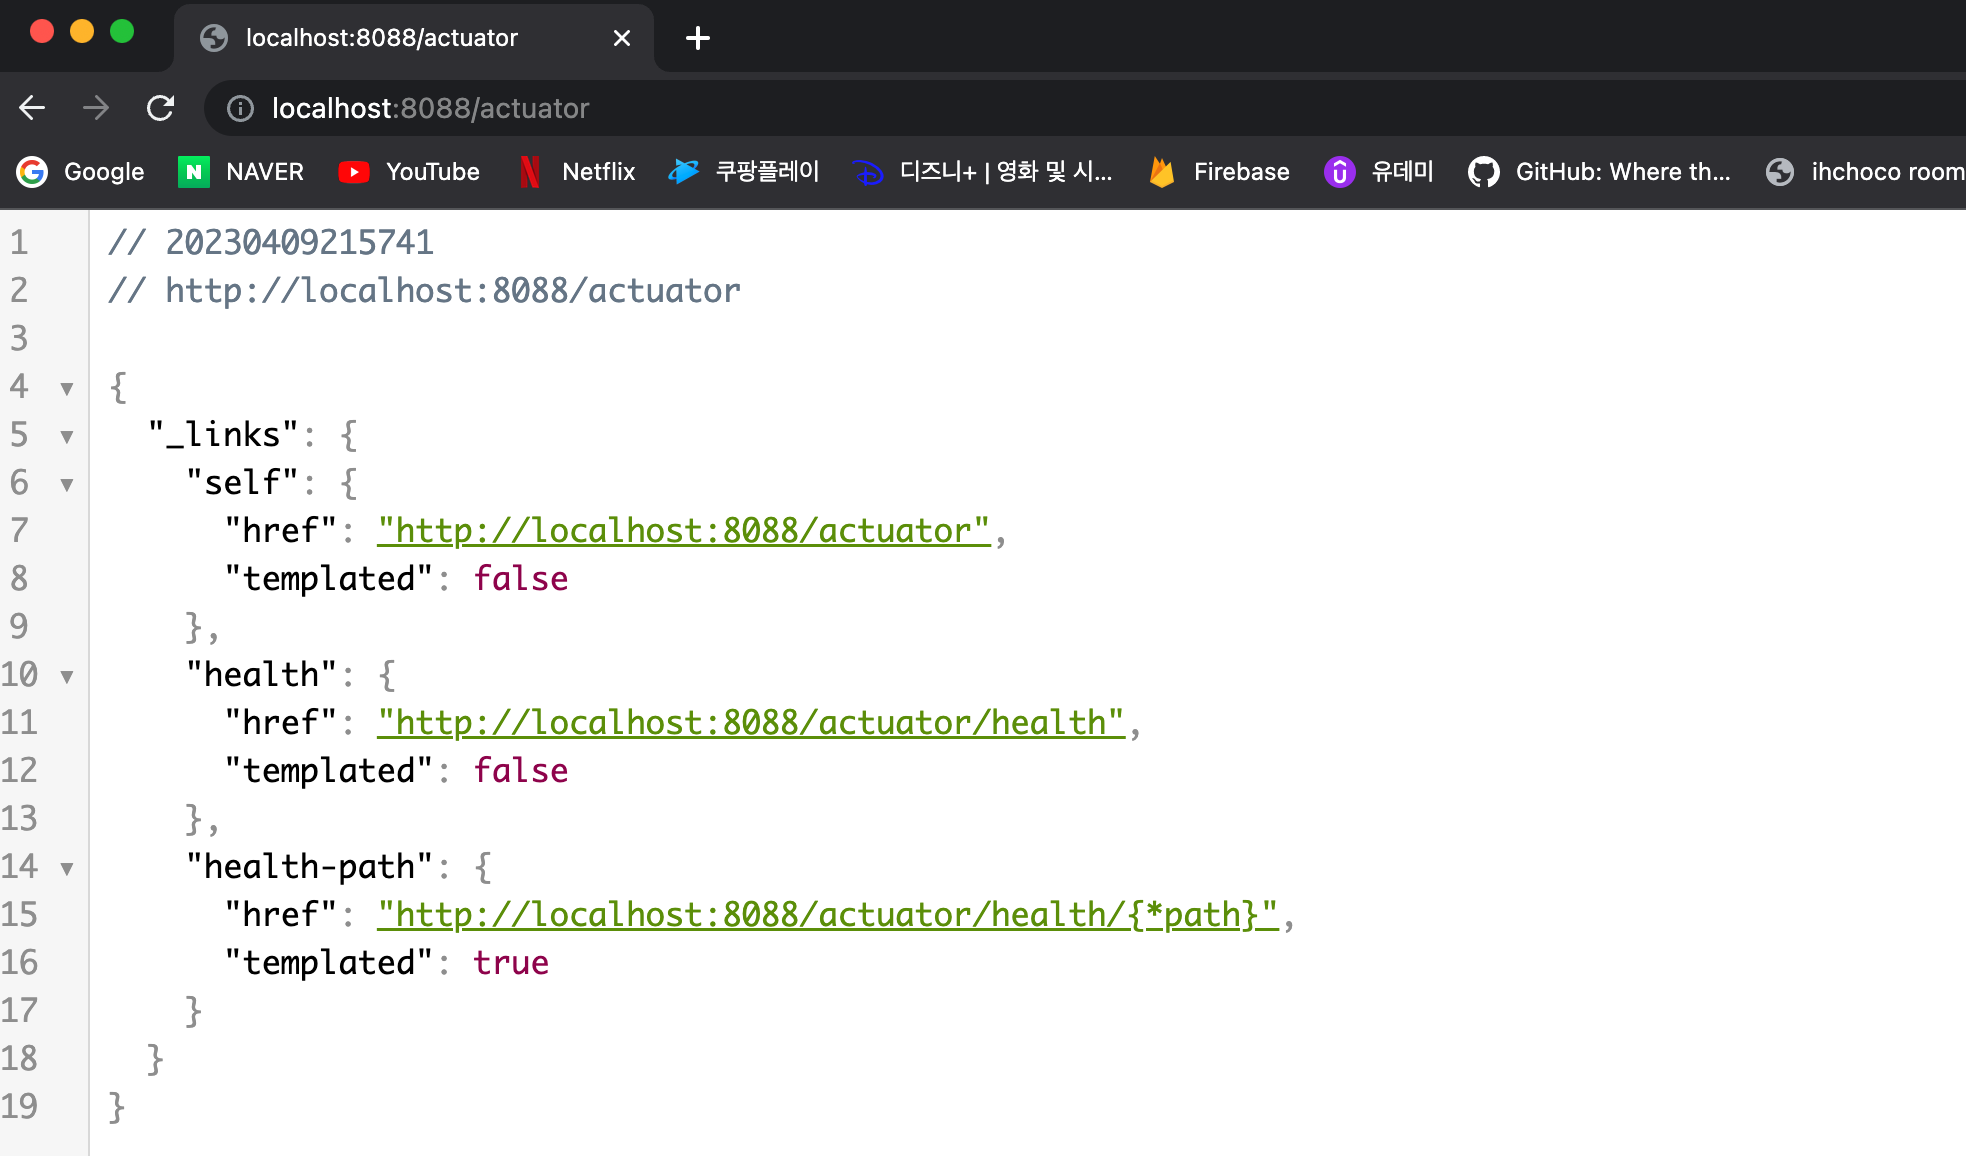 localhost:8088/actuator
localhost:8088/actuator
Google NAVER YouTube Netflix 쿠팡플레이 디즈니+ | 영화 및 시... Firebase 유데미 GitHub: Where th... ihchoco room
1 // 20230409215741
2 // http://localhost:8088/actuator
3
4 {
5 "_links": {
6 "self": {
7 "href": "http://localhost:8088/actuator",
8 "templated": false
9 },
10 "health": {
11 "href": "http://localhost:8088/actuator/health",
12 "templated": false
13 },
14 "health-path": {
15 "href": "http://localhost:8088/actuator/health/{*path}",
16 "templated": true
17 }
18 }
19 }